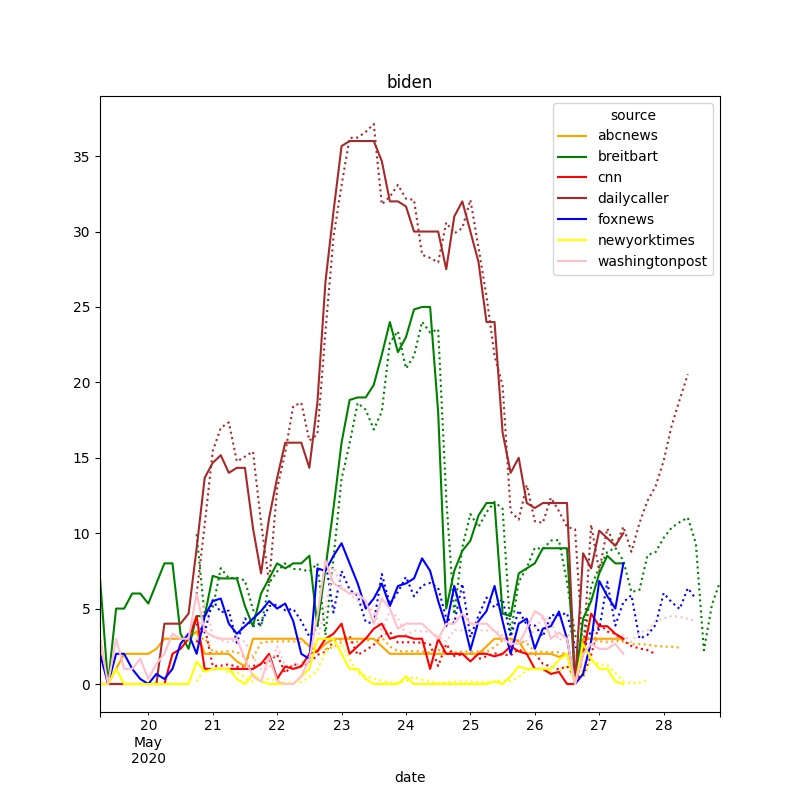 biden
source
abcnews
breitbart
cnn
dailycaller
foxnews
newyorktimes
washingtonpost
35
30
25
20
15
10
5
0
20 21 22 23 24 25 26 27 28
May
2020
date